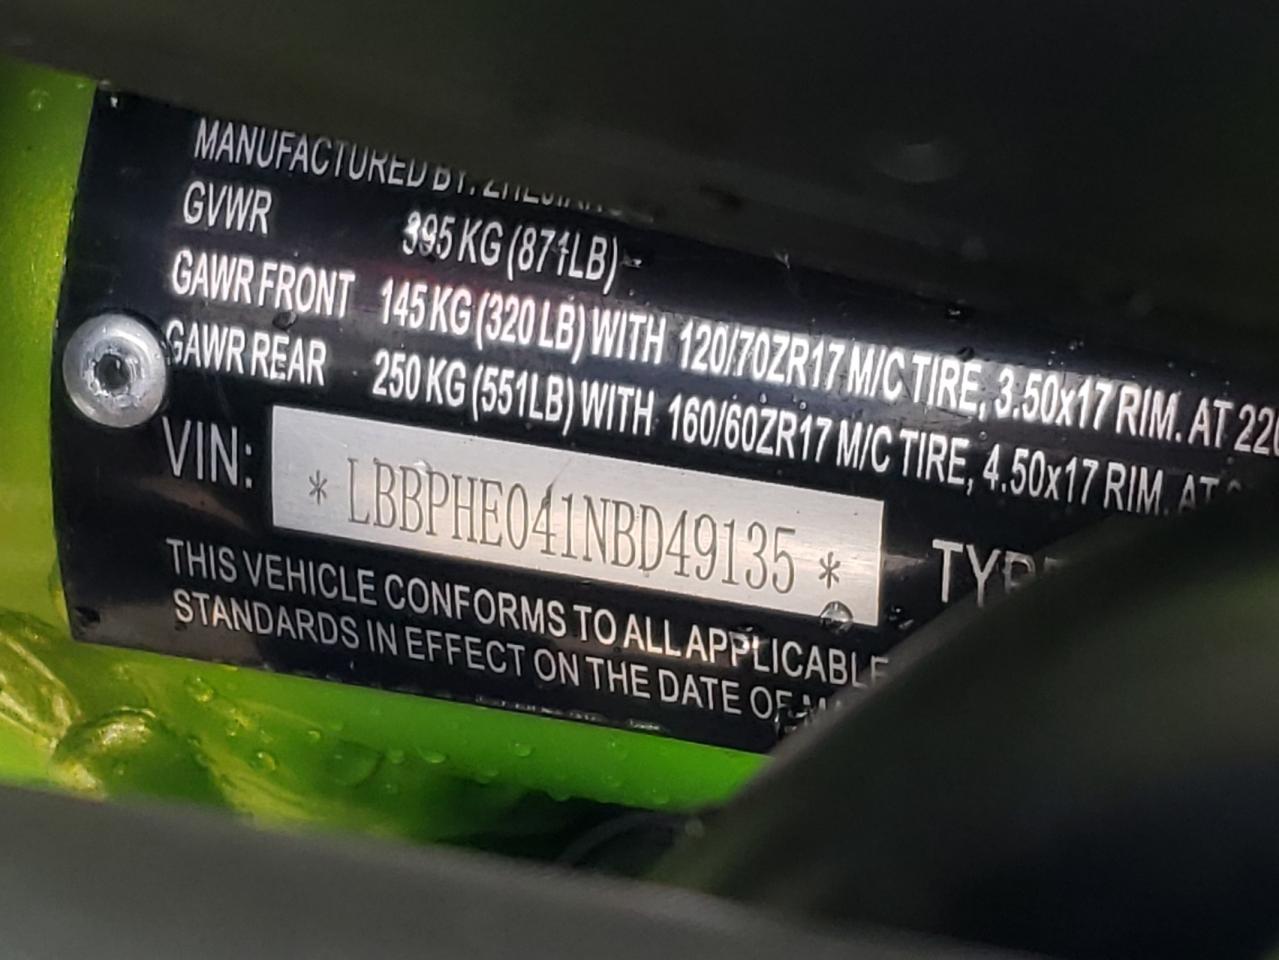 MANUFACTURED BY: ZHEJIANG
GVWR 395 KG (871LB)
GAWR FRONT 145 KG (320 LB) WITH 120/70ZR17 M/C TIRE, 3.50x17 RIM. AT
GAWR REAR 250 KG (551LB) WITH 160/60ZR17 M/C TIRE, 4.50x17 RIM. AT
VIN: * LBBPHE041NBD49135 * TYPE
THIS VEHICLE CONFORMS TO ALL APPLICABLE
STANDARDS IN EFFECT ON THE DATE OF